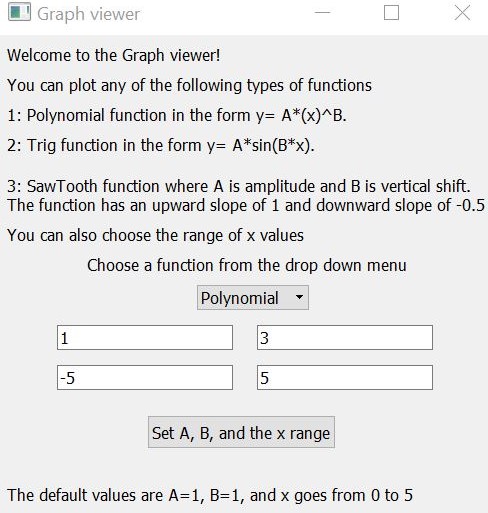 Graph viewer
Welcome to the Graph viewer!
You can plot any of the following types of functions
1: Polynomial function in the form y= A*(x)^B.
2: Trig function in the form y= A*sin(B*x).
3: SawTooth function where A is amplitude and B is vertical shift.
The function has an upward slope of 1 and downward slope of -0.5
You can also choose the range of x values
Choose a function from the drop down menu
Polynomial
1 3
-5 5
Set A, B, and the x range
The default values are A=1, B=1, and x goes from 0 to 5